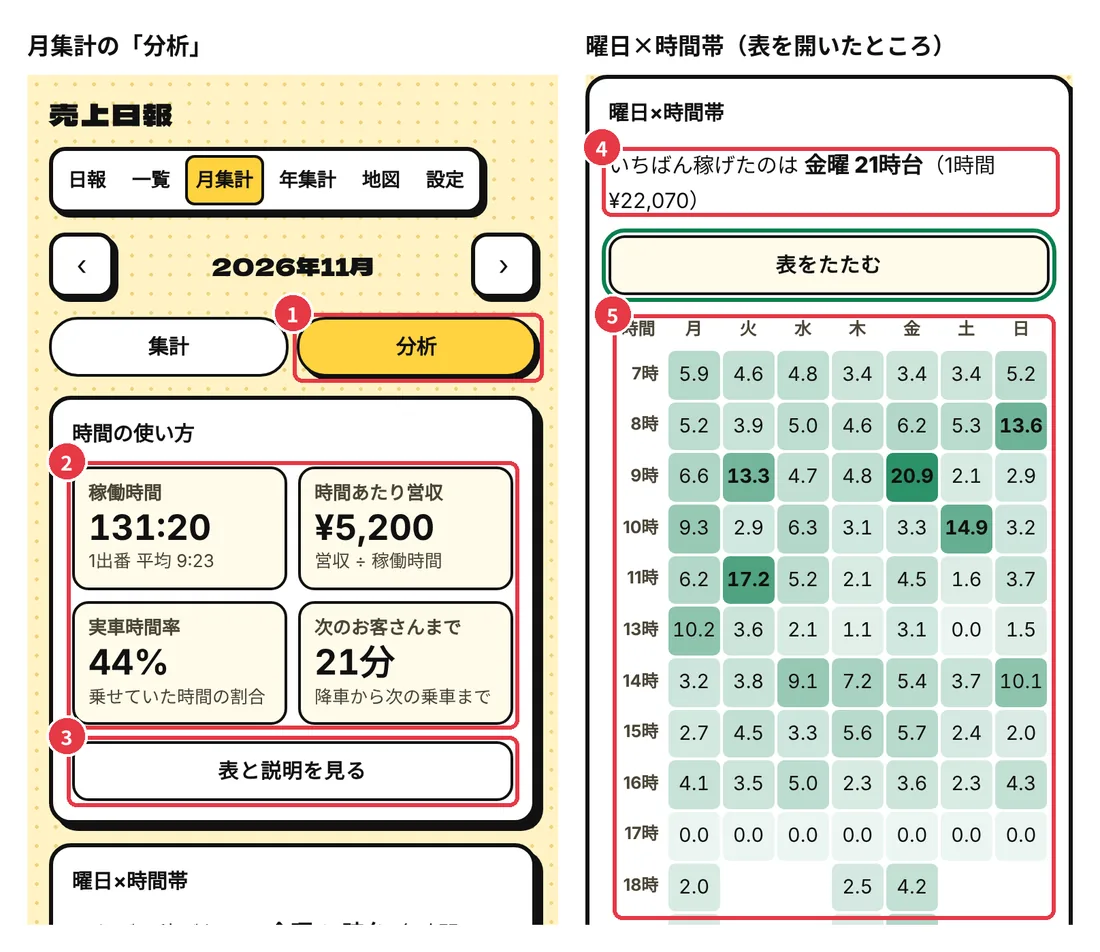 月集計の「分析」
売上日報
日報 一覧 月集計 年集計 地図 設定
‹ 2026年11月 ›
1
集計 分析
時間の使い方
2
稼働時間 時間あたり営収
131:20 ¥5,200
1出番 平均 9:23 営収 ÷ 稼働時間
実車時間率 次のお客さんまで
44% 21分
乗せていた時間の割合 降車から次の乗車まで
3
表と説明を見る
曜日×時間帯
曜日×時間帯（表を開いたところ）
曜日×時間帯
4
いちばん稼げたのは 金曜 21時台（1時間
¥22,070）
表をたたむ
5
時間 月 火 水 木 金 土 日
7時 5.9 4.6 4.8 3.4 3.4 3.4 5.2
8時 5.2 3.9 5.0 4.6 6.2 5.3 13.6
9時 6.6 13.3 4.7 4.8 20.9 2.1 2.9
10時 9.3 2.9 6.3 3.1 3.3 14.9 3.2
11時 6.2 17.2 5.2 2.1 4.5 1.6 3.7
13時 10.2 3.6 2.1 1.1 3.1 0.0 1.5
14時 3.2 3.8 9.1 7.2 5.4 3.7 10.1
15時 2.7 4.5 3.3 5.6 5.7 2.4 2.0
16時 4.1 3.5 5.0 2.3 3.6 2.3 4.3
17時 0.0 0.0 0.0 0.0 0.0 0.0 0.0
18時 2.0 2.5 4.2